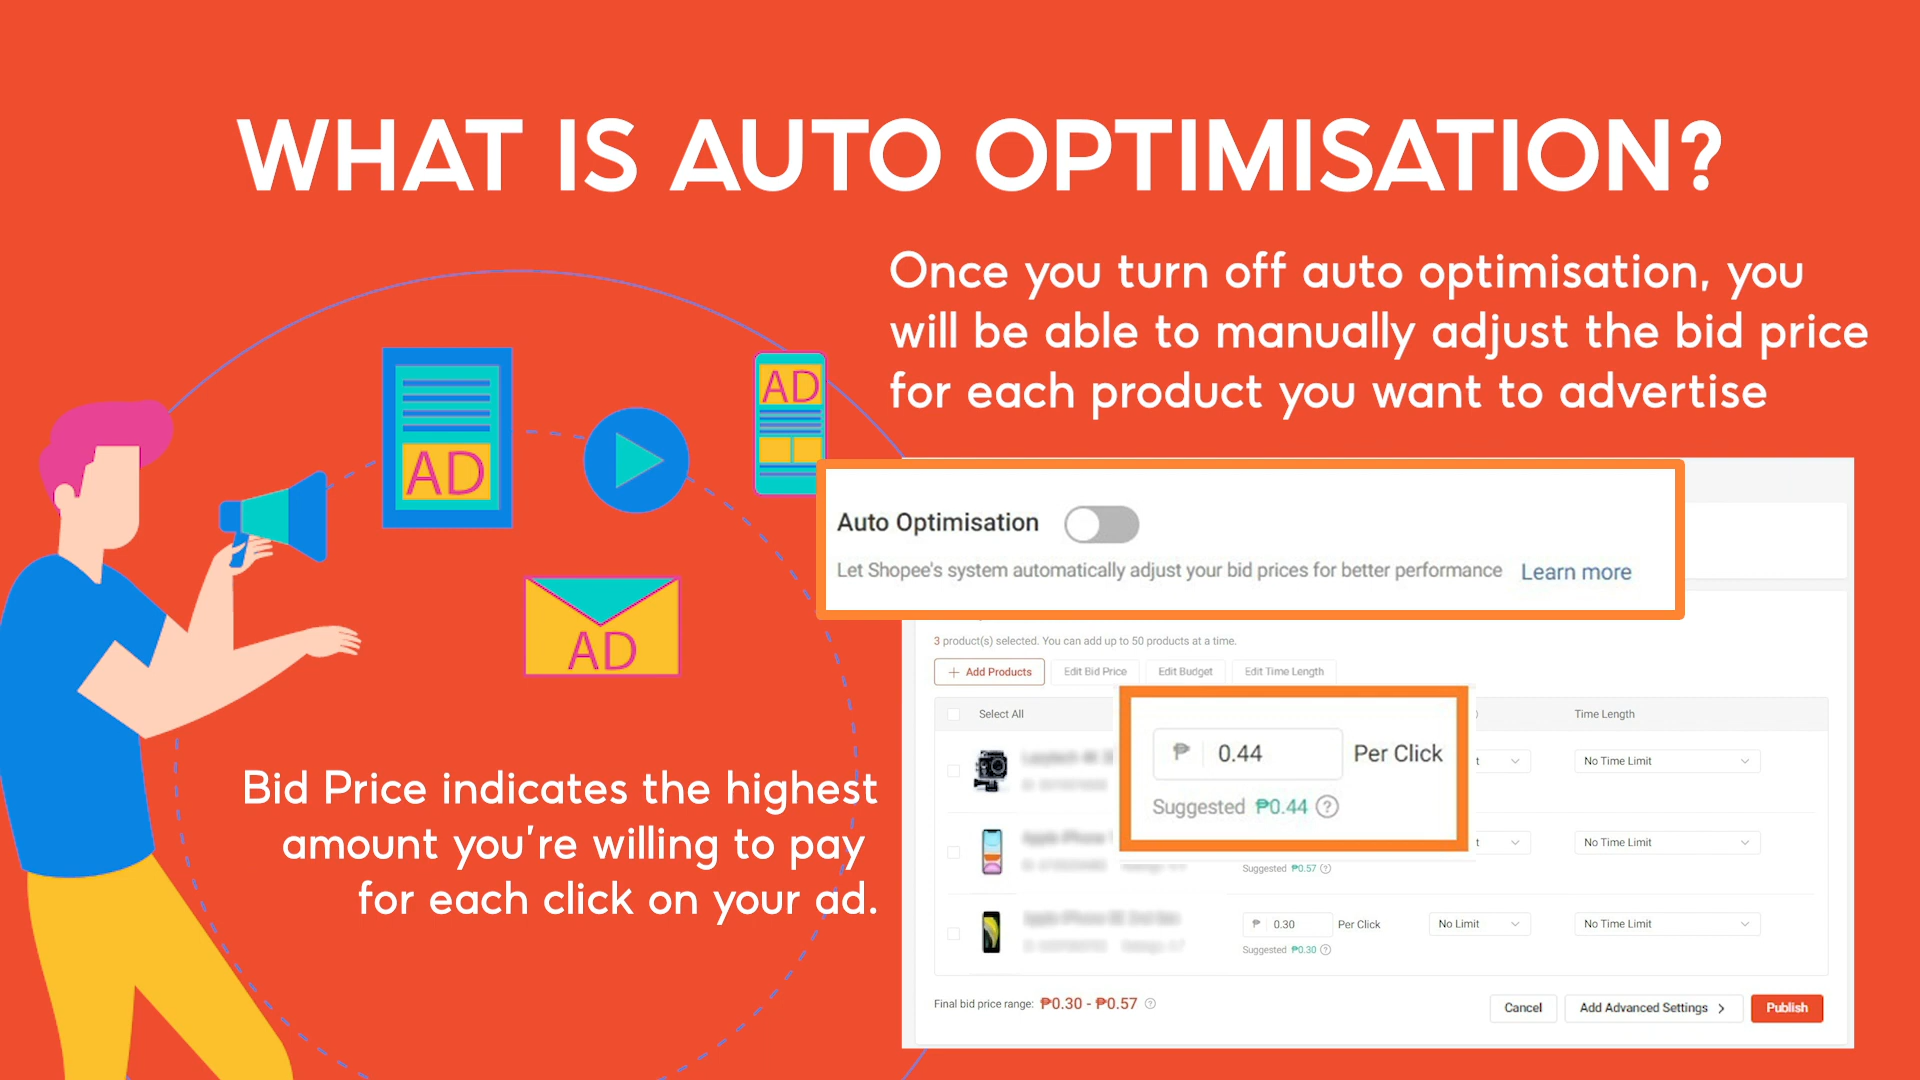 WHAT IS AUTO OPTIMISATION?
Once you turn off auto optimisation, you
will be able to manually adjust the bid price
for each product you want to advertise
AD
AD
AD
Bid Price indicates the highest
amount you're willing to pay
for each click on your ad.
Auto Optimisation
Let Shopee's system automatically adjust your bid prices for better performance Learn more
3 product(s) selected. You can add up to 50 products at a time.
+ Add Products Edit Bid Price Edit Budget Edit Time Length
Select All Time Length
₱ 0.44 Per Click No Time Limit
Suggested ₱0.44 ?
No Time Limit
Suggested ₱0.57 ?
₱ 0.30 Per Click No Limit No Time Limit
Suggested ₱0.30 ?
Final bid price range: ₱0.30 - ₱0.57 ?
Cancel Add Advanced Settings > Publish